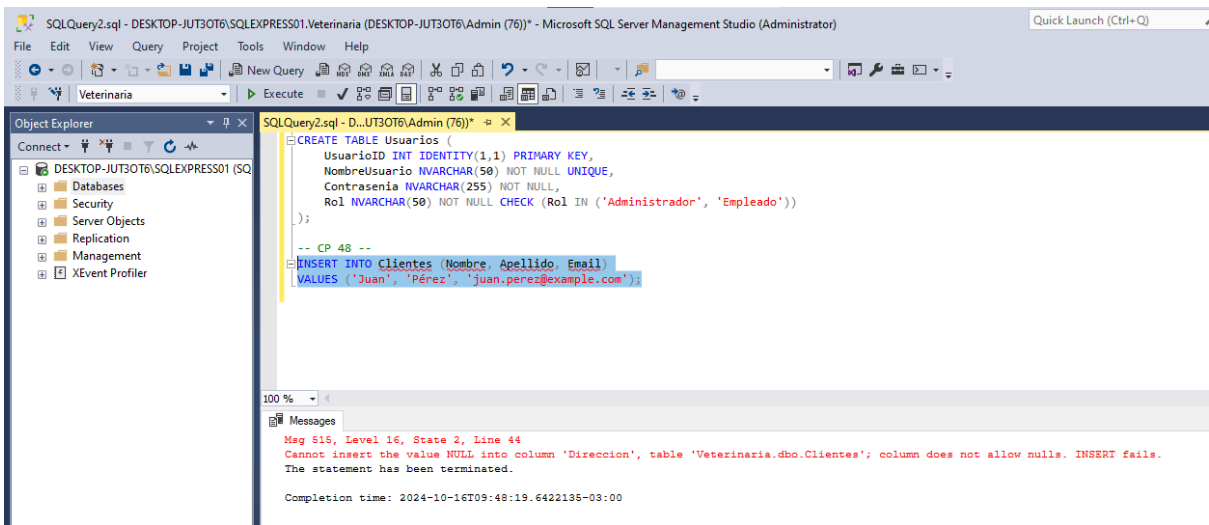 SQLQuery2.sql - DESKTOP-JUT3OT6\SQLEXPRESS01.Veterinaria (DESKTOP-JUT3OT6\Admin (76))* - Microsoft SQL Server Management Studio (Administrator)
Quick Launch (Ctrl+Q)
File Edit View Query Project Tools Window Help
New Query MDX DMX XMLA DAX
Veterinaria Execute
Object Explorer
SQLQuery2.sql - D...UT3OT6\Admin (76))*
Connect
DESKTOP-JUT3OT6\SQLEXPRESS01 (SQ
Databases
Security
Server Objects
Replication
Management
XEvent Profiler
CREATE TABLE Usuarios (
UsuarioID INT IDENTITY(1,1) PRIMARY KEY,
NombreUsuario NVARCHAR(50) NOT NULL UNIQUE,
Contrasenia NVARCHAR(255) NOT NULL,
Rol NVARCHAR(50) NOT NULL CHECK (Rol IN ('Administrador', 'Empleado'))
);
-- CP 48 --
INSERT INTO Clientes (Nombre, Apellido, Email)
VALUES ('Juan', 'Pérez', 'juan.perez@example.com');
100 %
Messages
Msg 515, Level 16, State 2, Line 44
Cannot insert the value NULL into column 'Direccion', table 'Veterinaria.dbo.Clientes'; column does not allow nulls. INSERT fails.
The statement has been terminated.
Completion time: 2024-10-16T09:48:19.6422135-03:00